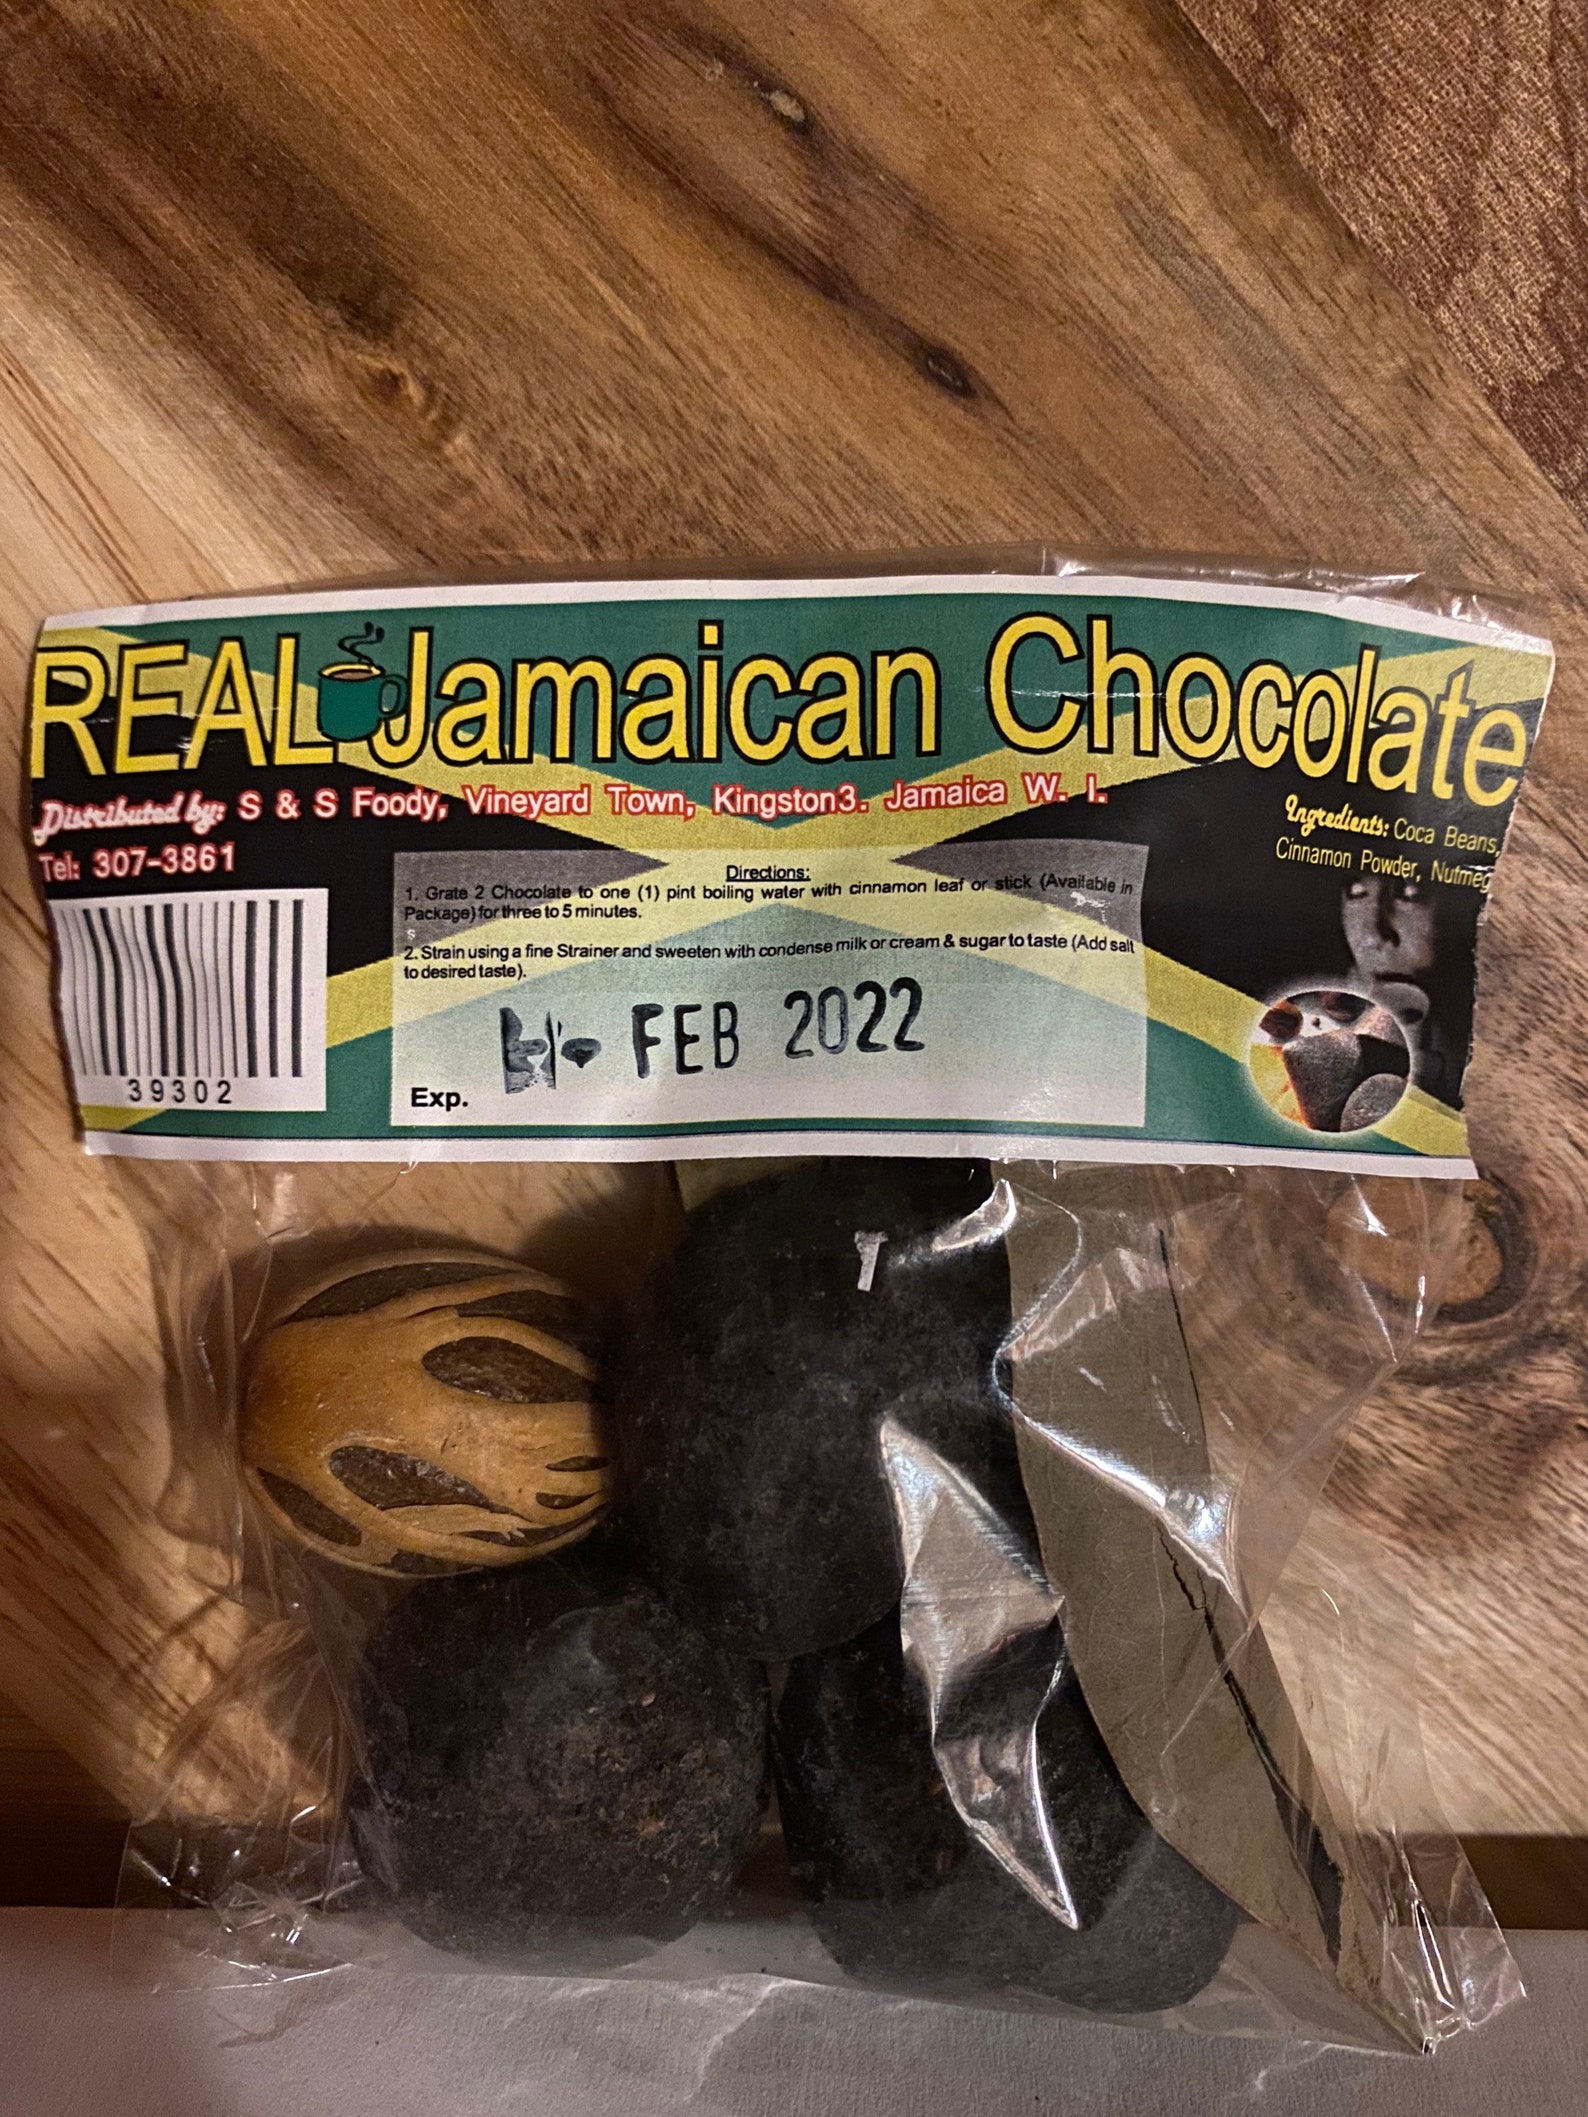 REAL Jamaican Chocolate
Distributed by: S & S Foody, Vineyard Town, Kingston3. Jamaica W. I.
Tel: 307-3861
Ingredients: Coca Beans,
Cinnamon Powder, Nutmeg
39302
Directions:
1. Grate 2 Chocolate to one (1) pint boiling water with cinnamon leaf or stick (Available in
Package) for three to 5 minutes.
s
2. Strain using a fine Strainer and sweeten with condense milk or cream & sugar to taste (Add salt
to desired taste).
FEB 2022
Exp.